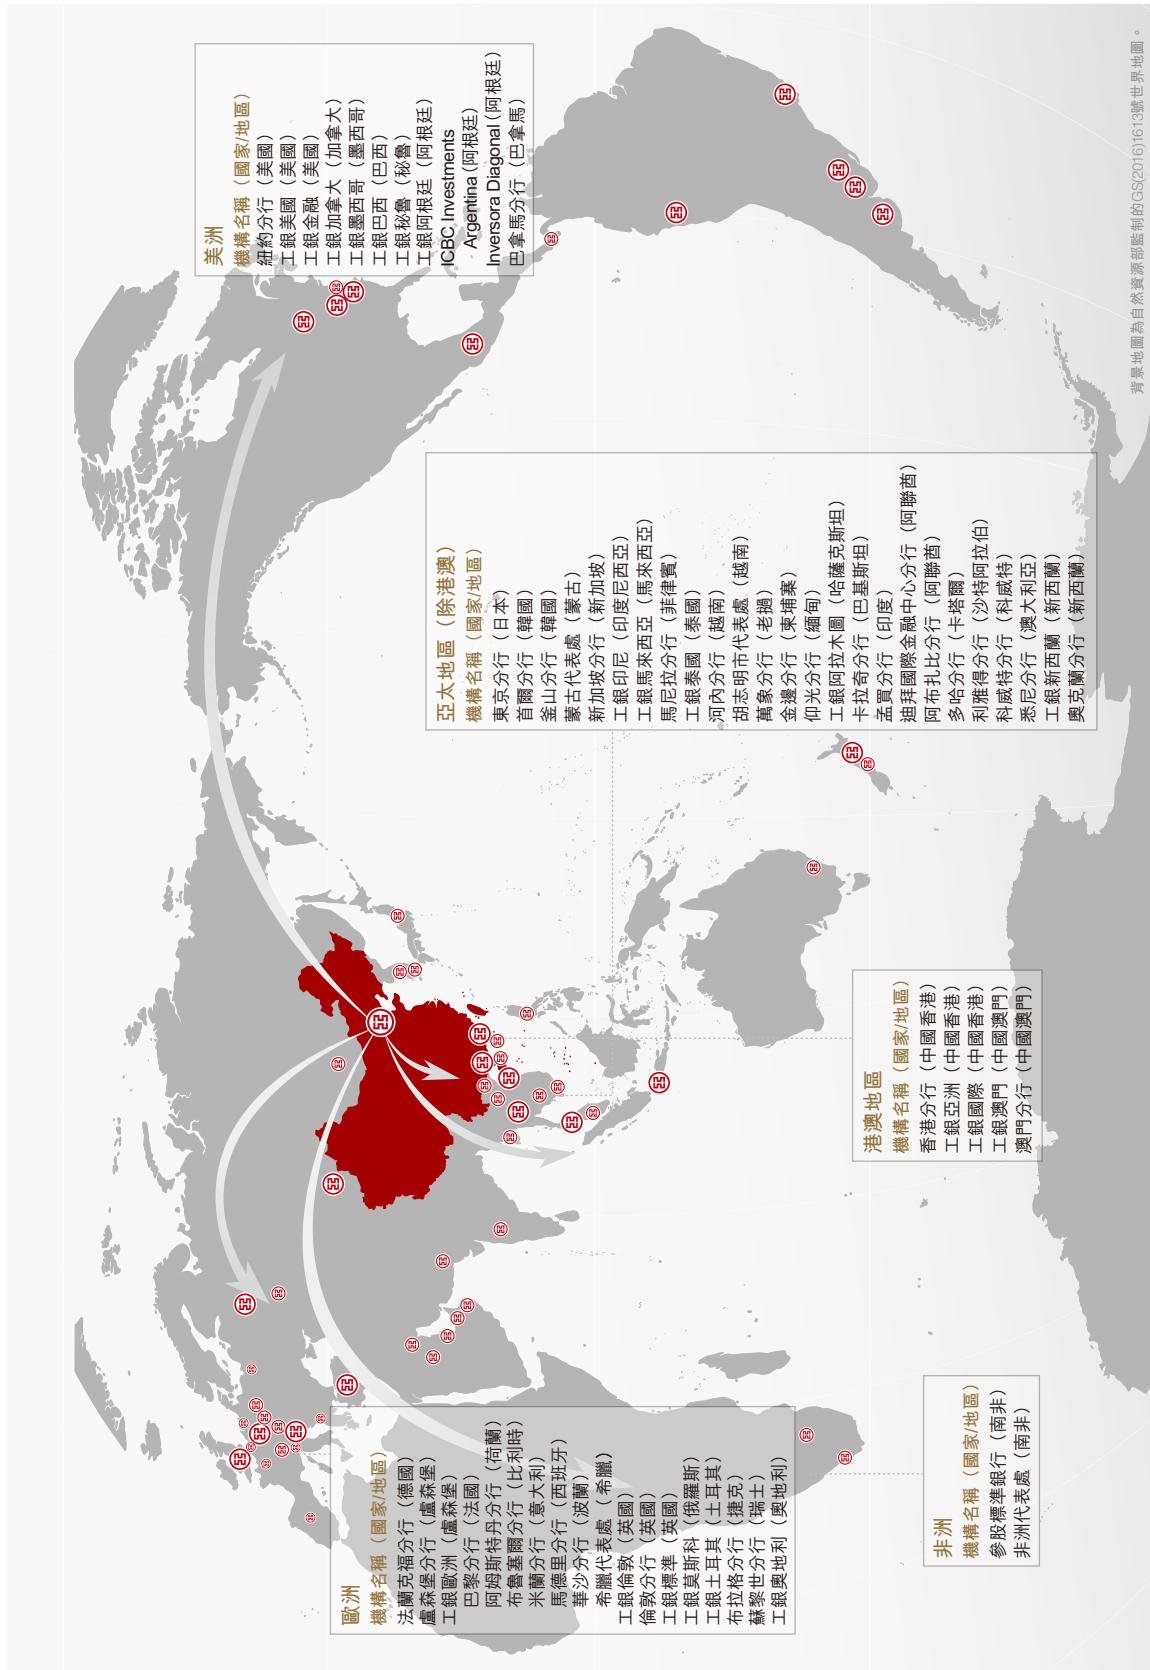 歐洲
機構名稱（國家/地區）
法蘭克福分行（德國）
盧森堡分行（盧森堡）
工銀歐洲（盧森堡）
巴黎分行（法國）
阿姆斯特丹分行（荷蘭）
布魯塞爾分行（比利時）
米蘭分行（意大利）
馬德里分行（西班牙）
華沙分行（波蘭）
希臘代表處（希臘）
工銀倫敦（英國）
倫敦分行（英國）
工銀標準（英國）
工銀莫斯科（俄羅斯）
工銀土耳其（土耳其）
布拉格分行（捷克）
蘇黎世分行（瑞士）
工銀奧地利（奧地利）
非洲
機構名稱（國家/地區）
參股標準銀行（南非）
非洲代表處（南非）
港澳地區
機構名稱（國家/地區）
香港分行（中國香港）
工銀亞洲（中國香港）
工銀國際（中國香港）
工銀澳門（中國澳門）
澳門分行（中國澳門）
亞太地區（除港澳）
機構名稱（國家/地區）
東京分行（日本）
首爾分行（韓國）
釜山分行（韓國）
蒙古代表處（蒙古）
新加坡分行（新加坡）
工銀印尼（印度尼西亞）
工銀馬來西亞（馬來西亞）
馬尼拉分行（菲律賓）
工銀泰國（泰國）
河內分行（越南）
胡志明市代表處（越南）
萬象分行（老撾）
金邊分行（柬埔寨）
仰光分行（緬甸）
工銀阿拉木圖（哈薩克斯坦）
卡拉奇分行（巴基斯坦）
孟買分行（印度）
迪拜國際金融中心分行（阿聯酋）
阿布扎比分行（阿聯酋）
多哈分行（卡塔爾）
利雅得分行（沙特阿拉伯）
科威特分行（科威特）
悉尼分行（澳大利亞）
工銀新西蘭（新西蘭）
奧克蘭分行（新西蘭）
美洲
機構名稱（國家/地區）
紐約分行（美國）
工銀美國（美國）
工銀金融（美國）
工銀加拿大（加拿大）
工銀墨西哥（墨西哥）
工銀巴西（巴西）
工銀秘魯（秘魯）
工銀阿根廷（阿根廷）
ICBC Investments
Argentina（阿根廷）
Inversora Diagonal（阿根廷）
巴拿馬分行（巴拿馬）
背景地圖為自然資源部監制的GS(2016)1613號世界地圖。